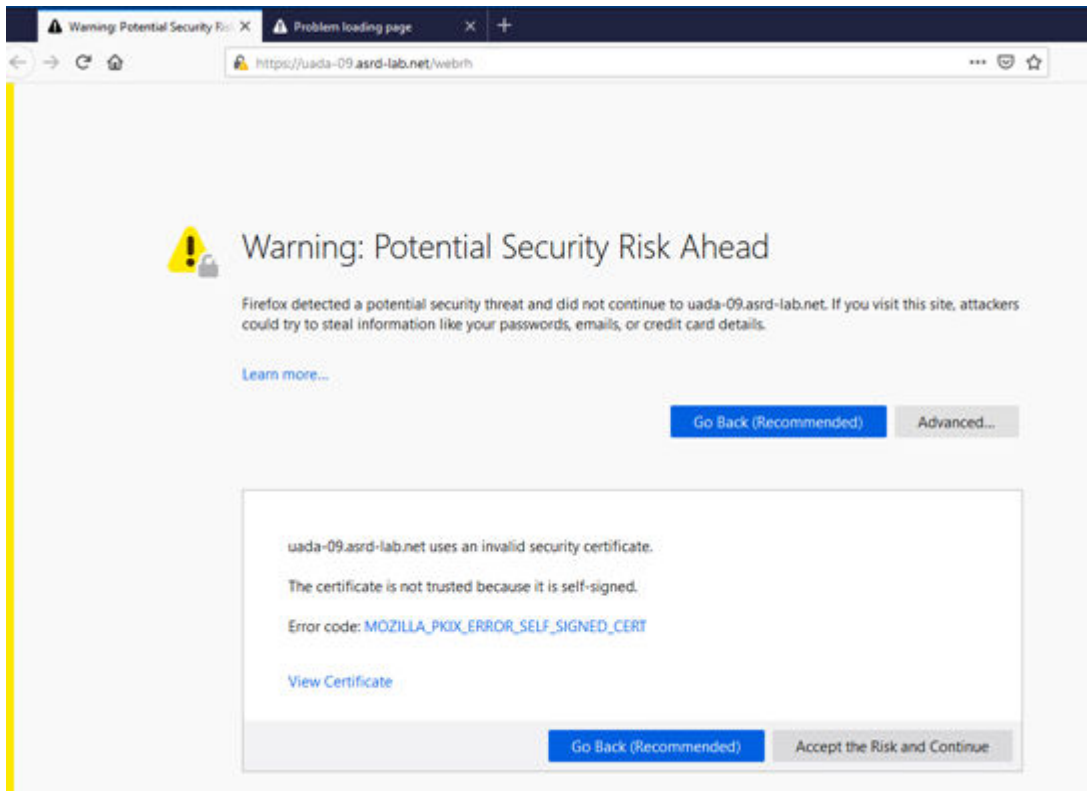 Warning: Potential Security Ris
Problem loading page
https://uada-09.asrd-lab.net/webrh
Warning: Potential Security Risk Ahead
Firefox detected a potential security threat and did not continue to uada-09.asrd-lab.net. If you visit this site, attackers
could try to steal information like your passwords, emails, or credit card details.
Learn more...
Go Back (Recommended)
Advanced...
uada-09.asrd-lab.net uses an invalid security certificate.
The certificate is not trusted because it is self-signed.
Error code: MOZILLA_PKIX_ERROR_SELF_SIGNED_CERT
View Certificate
Go Back (Recommended)
Accept the Risk and Continue